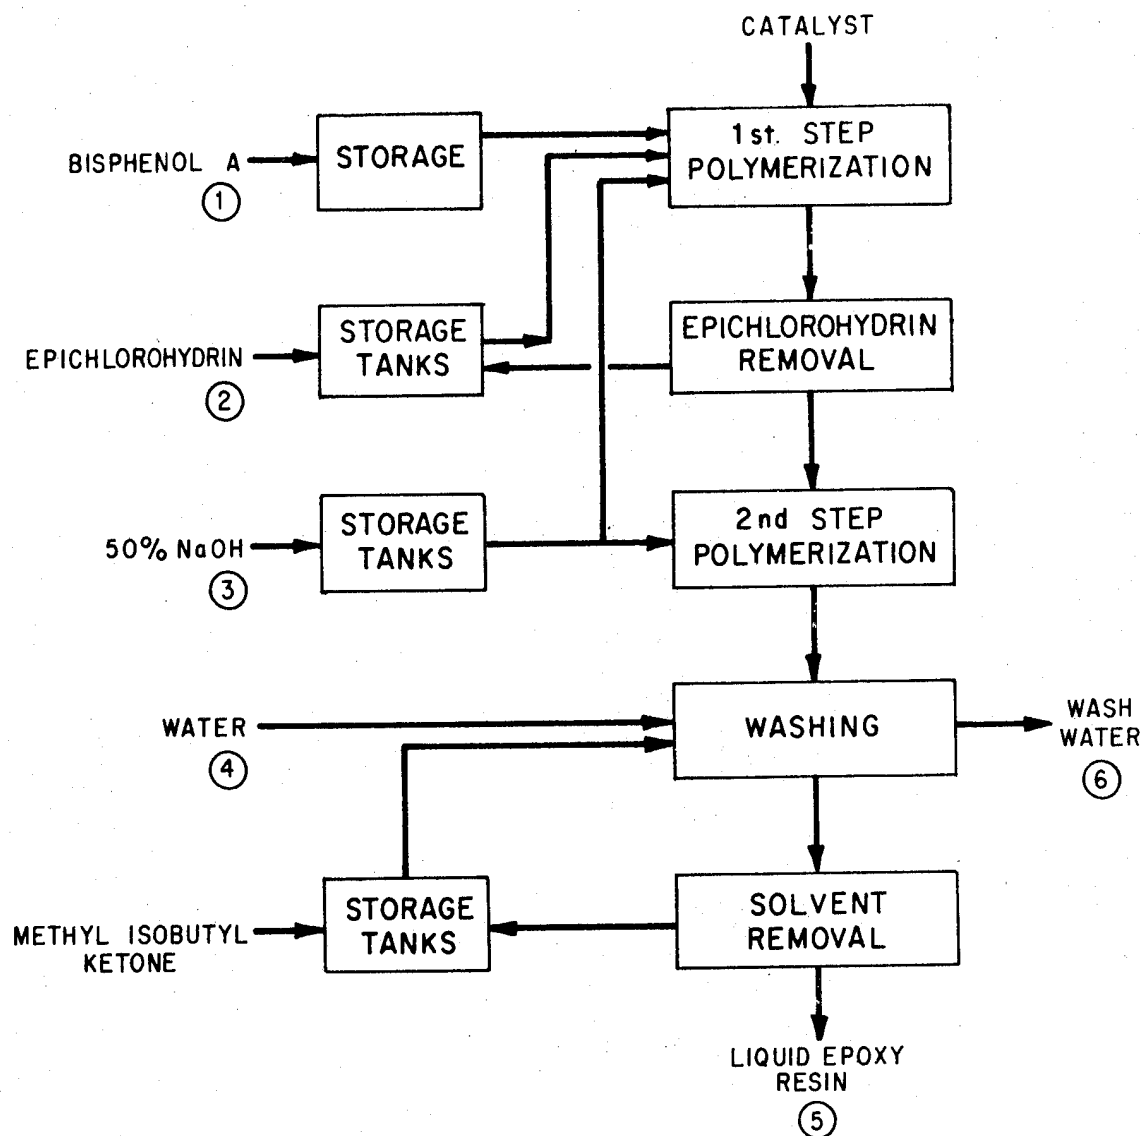 CATALYST
BISPHENOL A
1
STORAGE
1st. STEP
POLYMERIZATION
EPICHLOROHYDRIN
2
STORAGE
TANKS
EPICHLOROHYDRIN
REMOVAL
50% NaOH
3
STORAGE
TANKS
2nd STEP
POLYMERIZATION
WATER
4
WASHING
WASH
WATER
6
METHYL ISOBUTYL
KETONE
STORAGE
TANKS
SOLVENT
REMOVAL
LIQUID EPOXY
RESIN
5